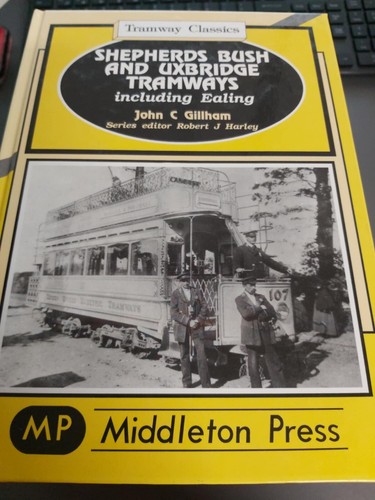 Tramway Classics
SHEPHERDS BUSH
AND UXBRIDGE
TRAMWAYS
including Ealing
John C Gillham
Series editor Robert J Harley
107
MP Middleton Press